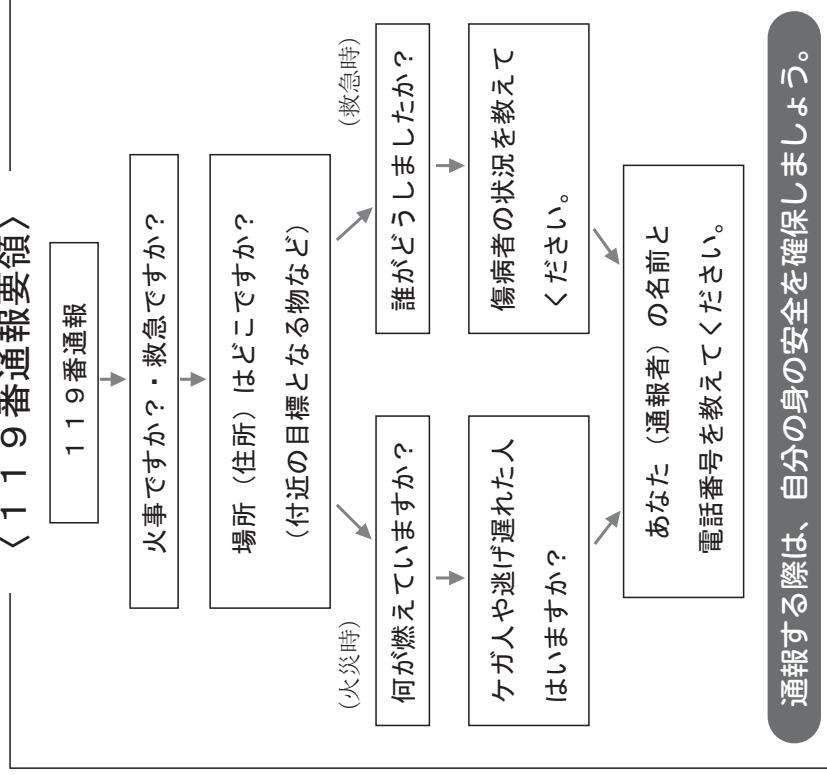 〈１１９番通報要領〉
１１９番通報
火事ですか？・救急ですか？
場所（住所）はどこですか？
（付近の目標となる物など）
（火災時）
何が燃えていますか？
ケガ人や逃げ遅れた人
はいますか？
（救急時）
誰がどうしましたか？
傷病者の状況を教えて
ください。
あなた（通報者）の名前と
電話番号を教えてください。
通報する際は、自分の身の安全を確保しましょう。